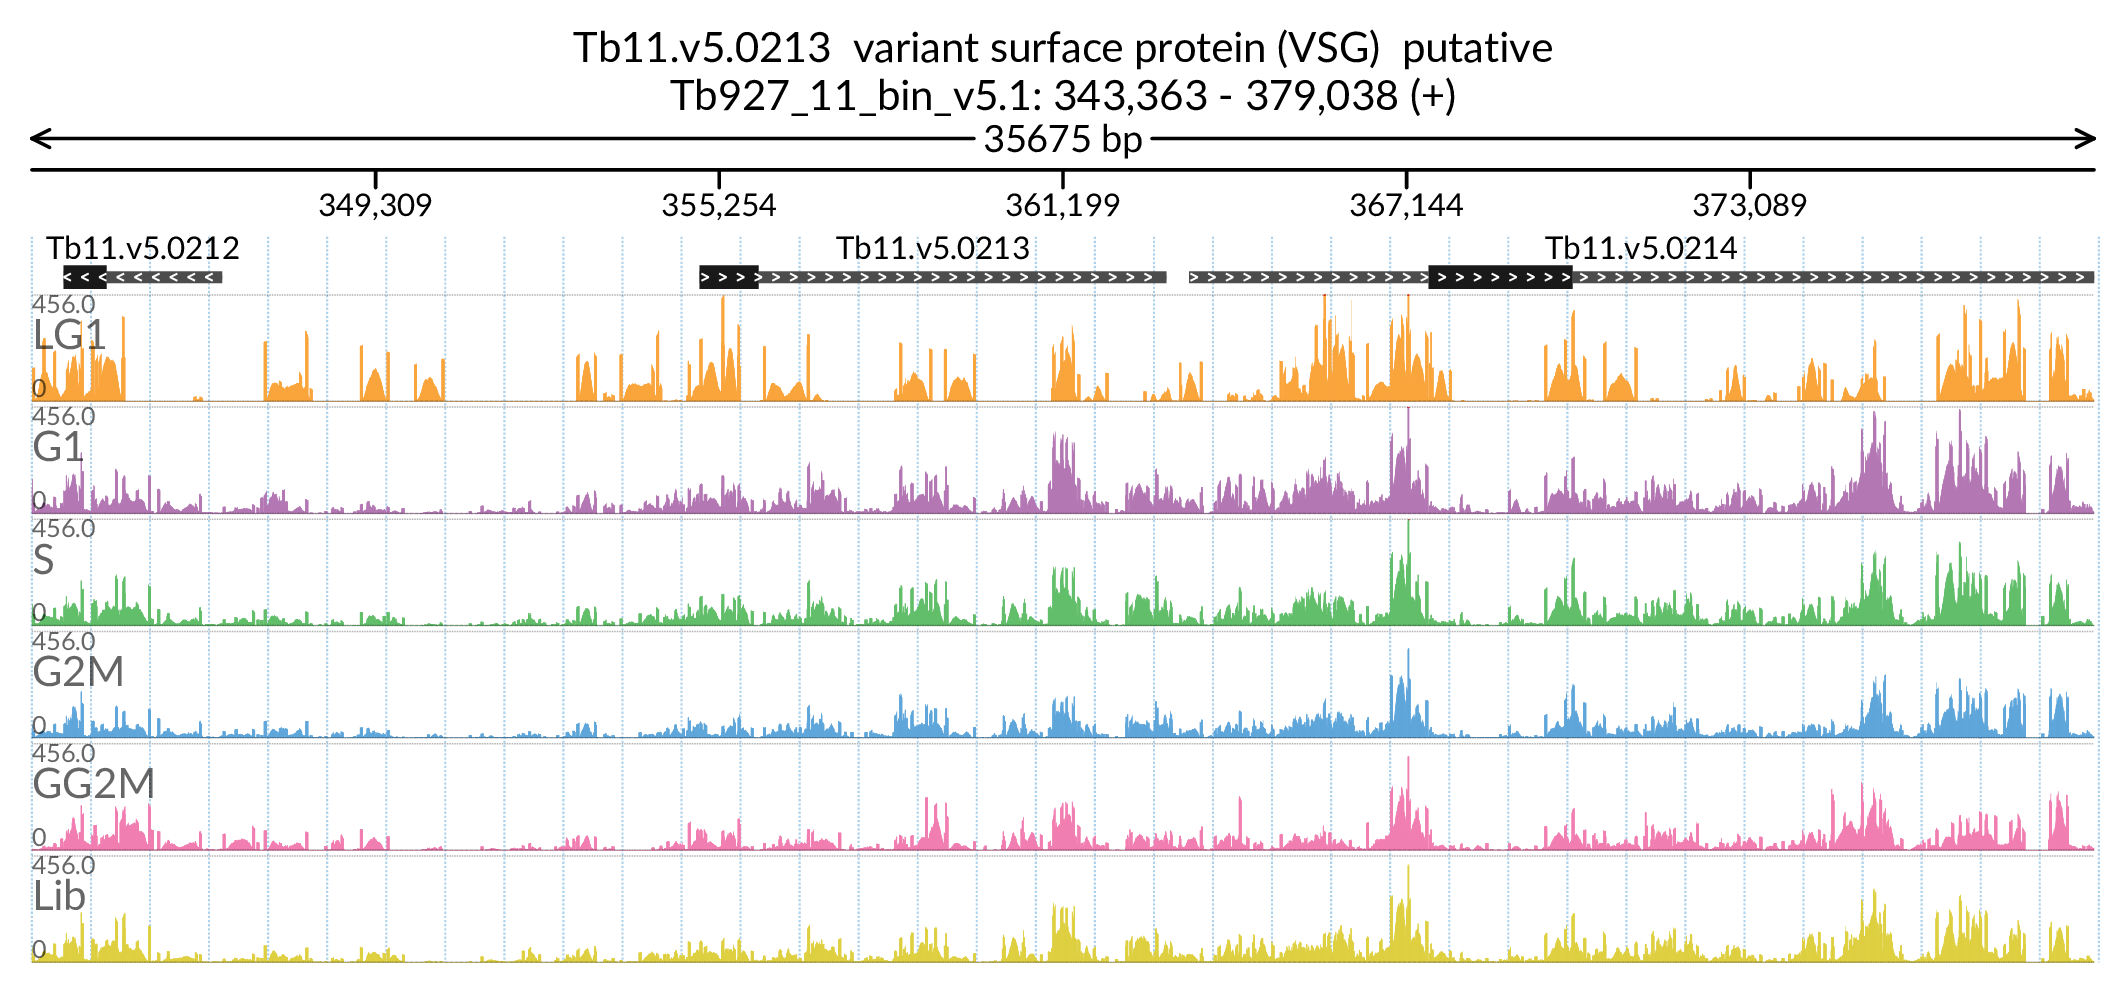 Tb11.v5.0213  variant surface protein (VSG)  putative
Tb927_11_bin_v5.1: 343,363 - 379,038 (+)
35675 bp
349,309 355,254 361,199 367,144 373,089
Tb11.v5.0212 Tb11.v5.0213 Tb11.v5.0214
456.0
LG1
0
456.0
G1
0
456.0
S
0
456.0
G2M
0
456.0
GG2M
0
456.0
Lib
0